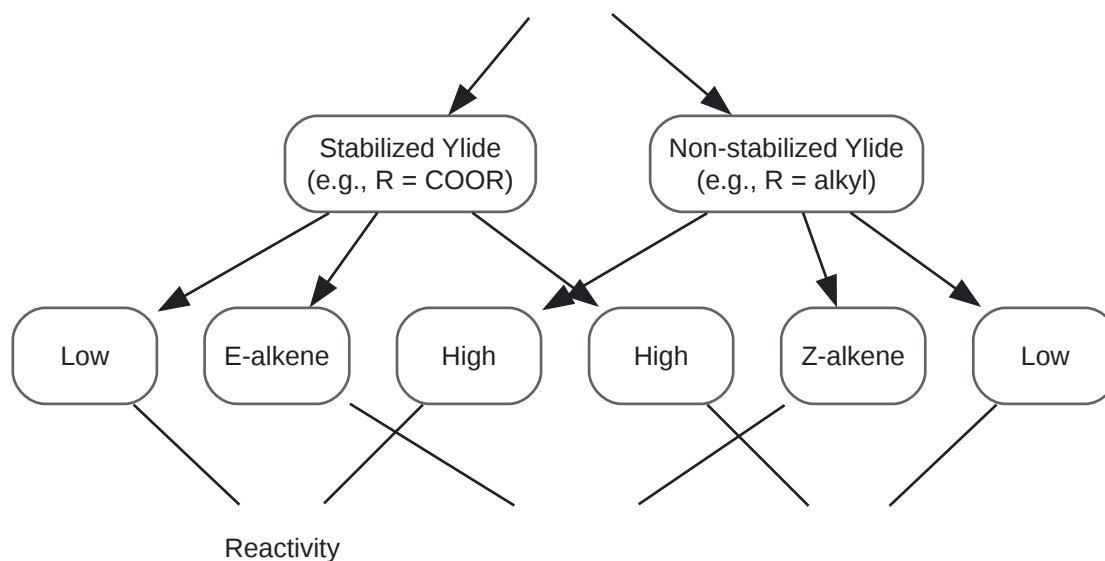 Stabilized Ylide
(e.g., R = COOR)
Non-stabilized Ylide
(e.g., R = alkyl)
Low
E-alkene
High
High
Z-alkene
Low
Reactivity